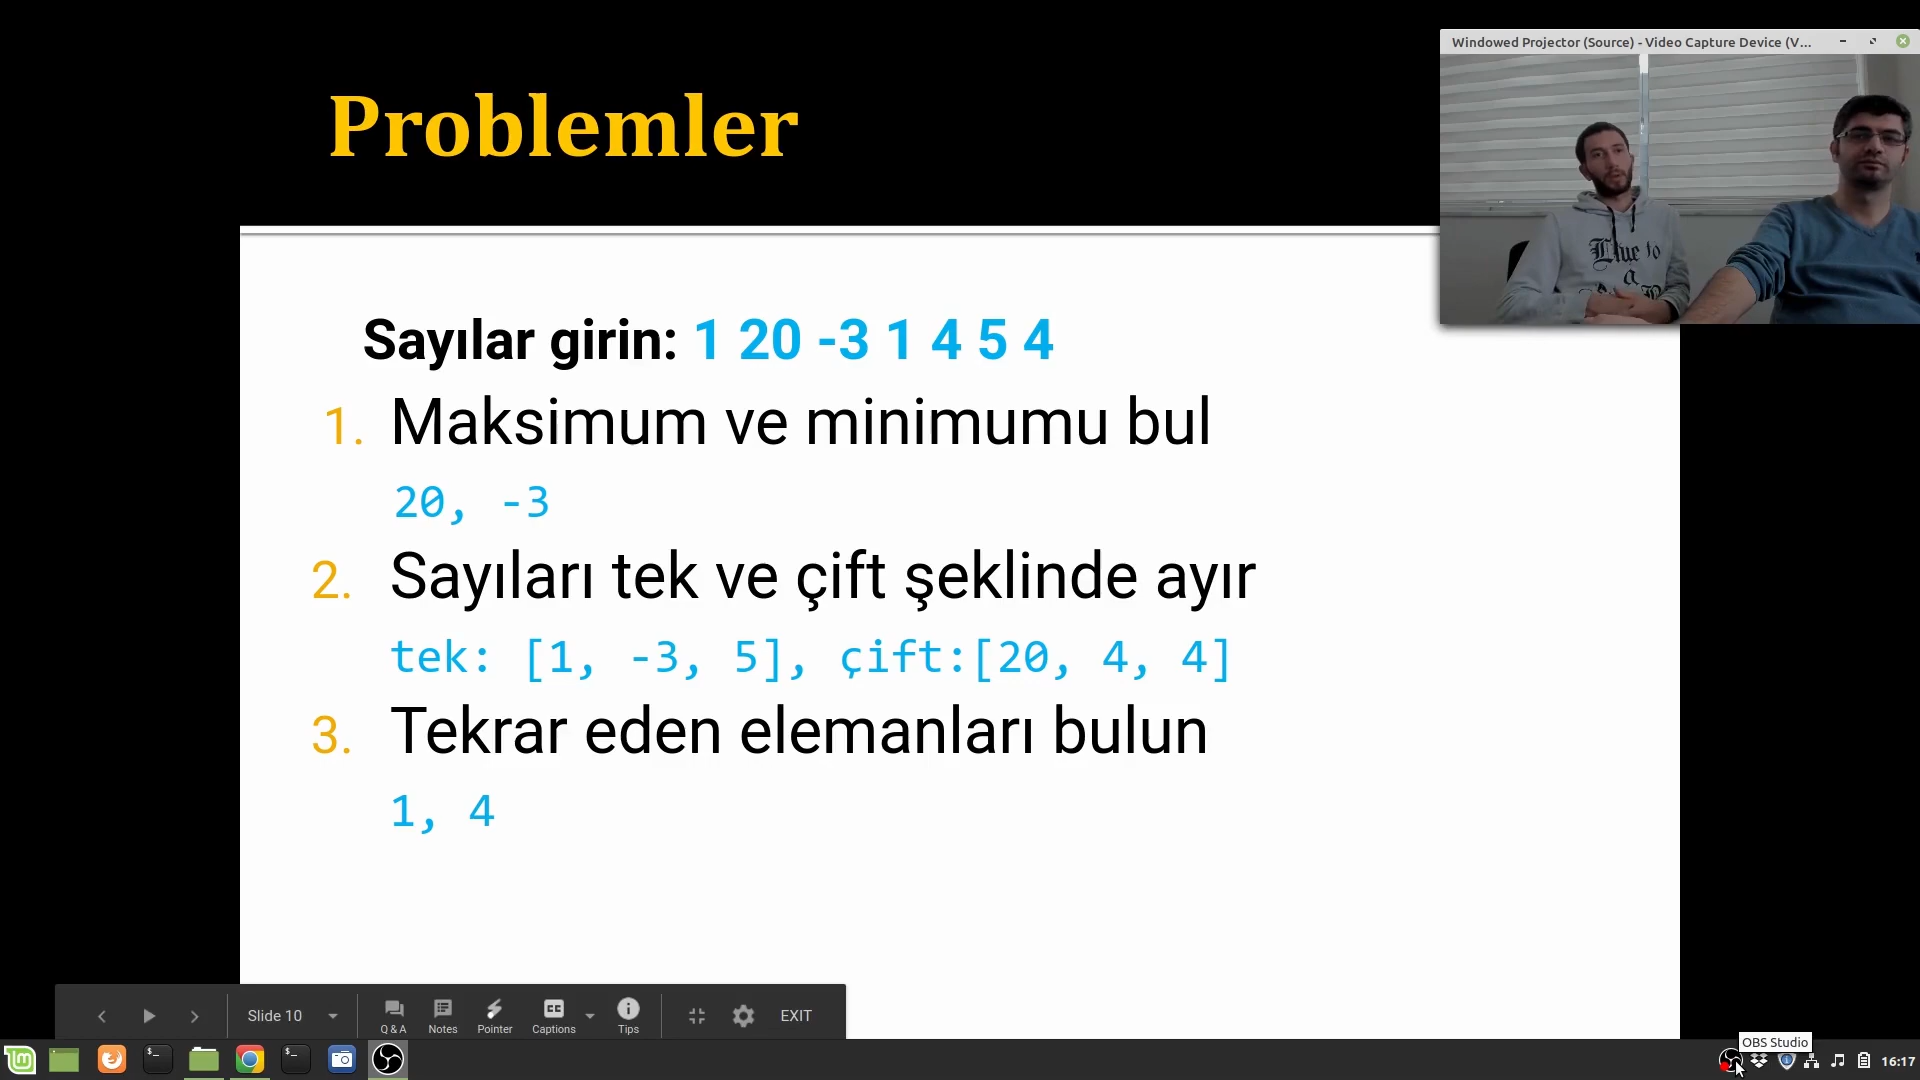 Problemler
Windowed Projector (Source) - Video Capture Device (V...
Live to
a
Sayılar girin: 1 20 -3 1 4 5 4
1. Maksimum ve minimumu bul
20, -3
2. Sayıları tek ve çift şeklinde ayır
tek: [1, -3, 5], çift:[20, 4, 4]
3. Tekrar eden elemanları bulun
1, 4
Slide 10
Q & A
Notes
Pointer
Captions
Tips
EXIT
OBS Studio
16:17